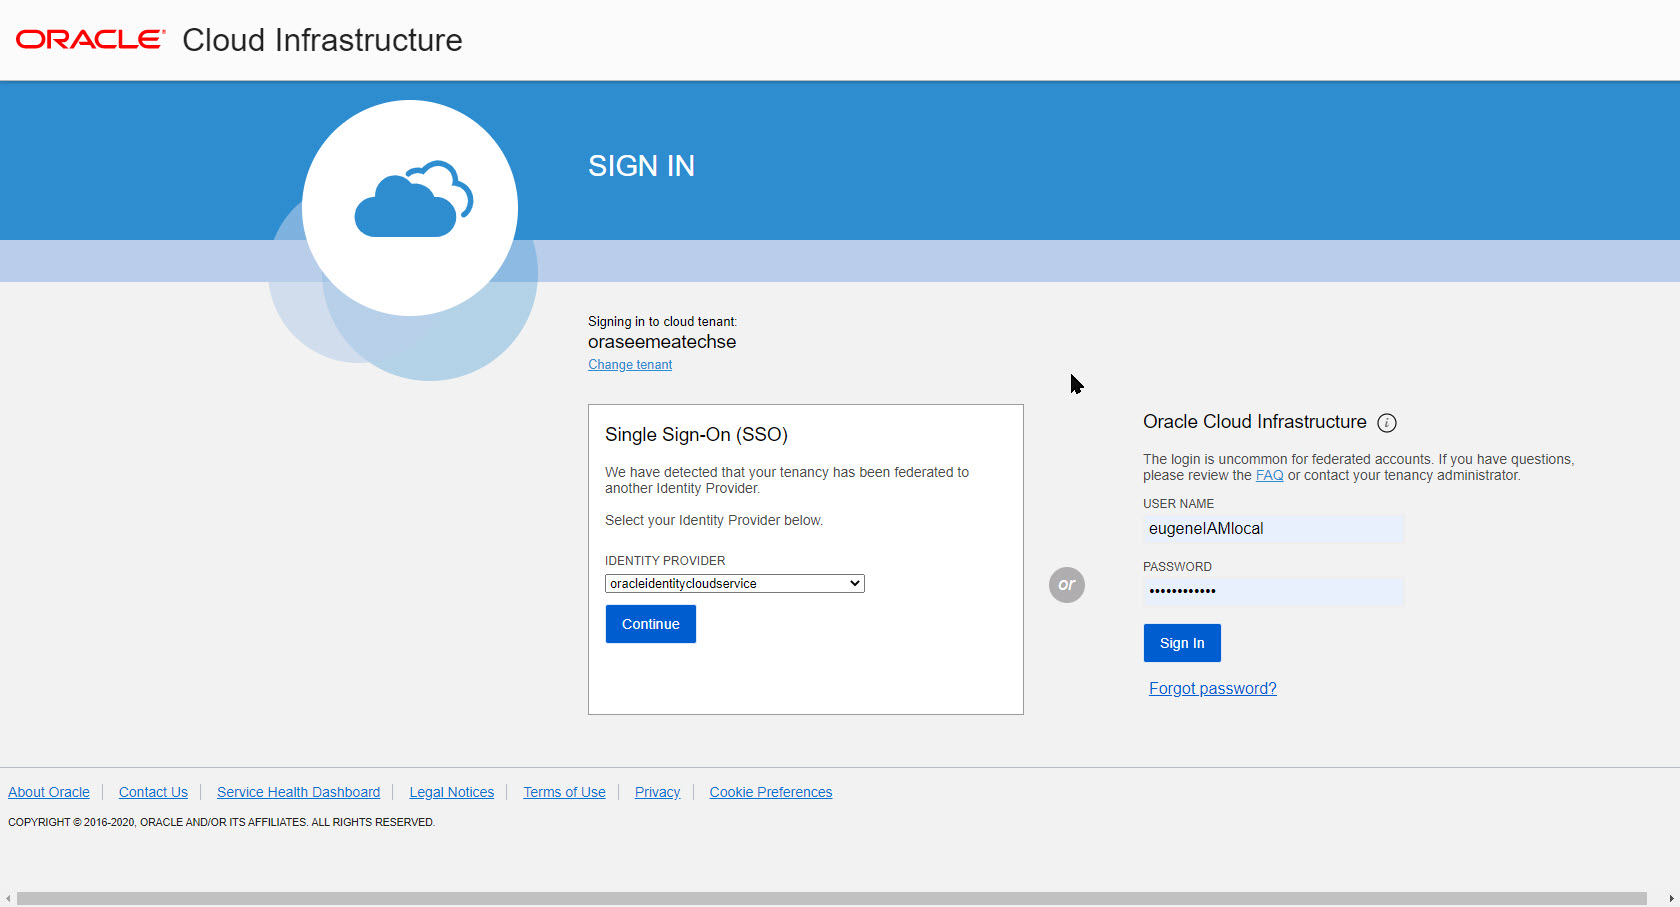 ORACLE® Cloud Infrastructure
SIGN IN
Signing in to cloud tenant:
oraseemeatechse
Change tenant
Single Sign-On (SSO)
We have detected that your tenancy has been federated to
another Identity Provider.
Select your Identity Provider below.
IDENTITY PROVIDER
oracleidentitycloudservice
Continue
or
Oracle Cloud Infrastructure i
The login is uncommon for federated accounts. If you have questions,
please review the FAQ or contact your tenancy administrator.
USER NAME
eugeneIAMlocal
PASSWORD
••••••••••••
Sign In
Forgot password?
About Oracle Contact Us Service Health Dashboard Legal Notices Terms of Use Privacy Cookie Preferences
COPYRIGHT © 2016-2020, ORACLE AND/OR ITS AFFILIATES. ALL RIGHTS RESERVED.